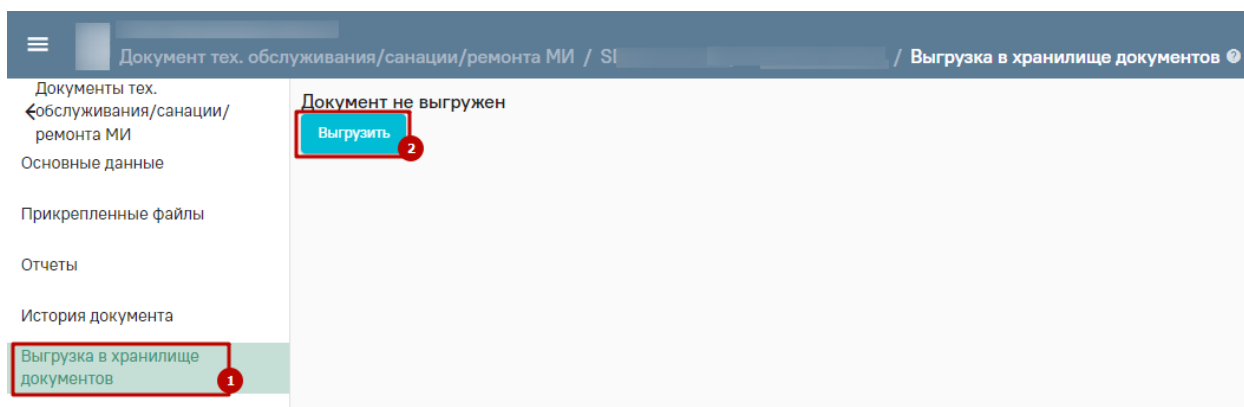 Документ тех. обслуживания/санации/ремонта МИ / SI / Выгрузка в хранилище документов ?
Документы тех.
обслуживания/санации/
ремонта МИ
Документ не выгружен
Выгрузить
2
Основные данные
Прикрепленные файлы
Отчеты
История документа
Выгрузка в хранилище
документов
1